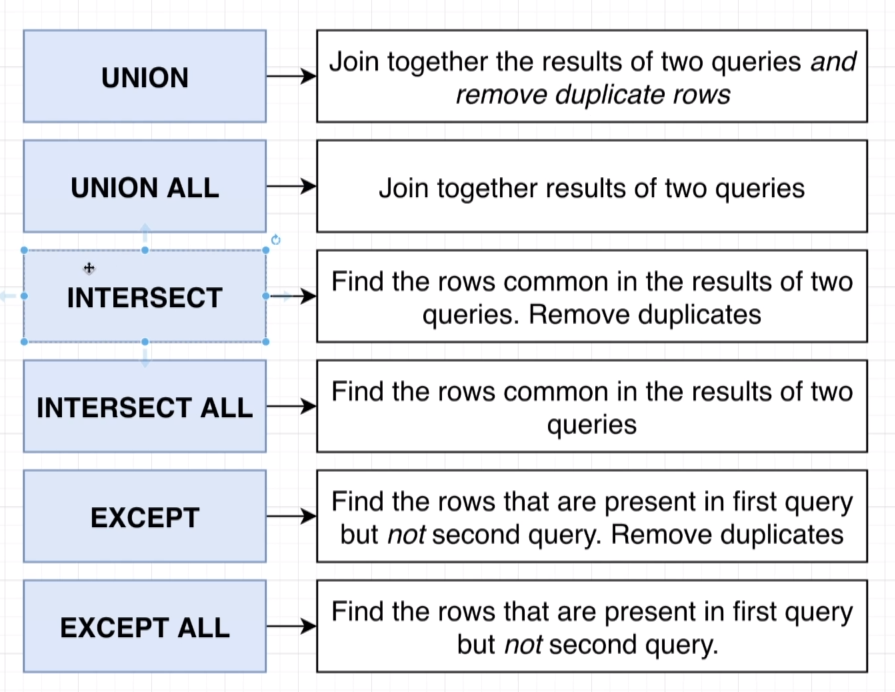 UNION
Join together the results of two queries and
remove duplicate rows
UNION ALL
Join together results of two queries
INTERSECT
Find the rows common in the results of two
queries. Remove duplicates
INTERSECT ALL
Find the rows common in the results of two
queries
EXCEPT
Find the rows that are present in first query
but not second query. Remove duplicates
EXCEPT ALL
Find the rows that are present in first query
but not second query.